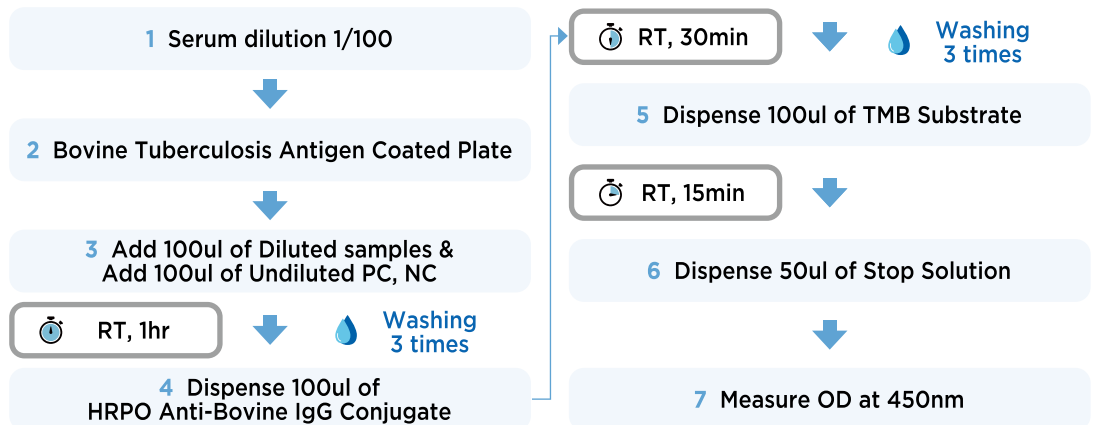 1 Serum dilution 1/100
2 Bovine Tuberculosis Antigen Coated Plate
3 Add 100ul of Diluted samples &
Add 100ul of Undiluted PC, NC
RT, 1hr
Washing
3 times
4 Dispense 100ul of
HRPO Anti-Bovine IgG Conjugate
RT, 30min
Washing
3 times
5 Dispense 100ul of TMB Substrate
RT, 15min
6 Dispense 50ul of Stop Solution
7 Measure OD at 450nm